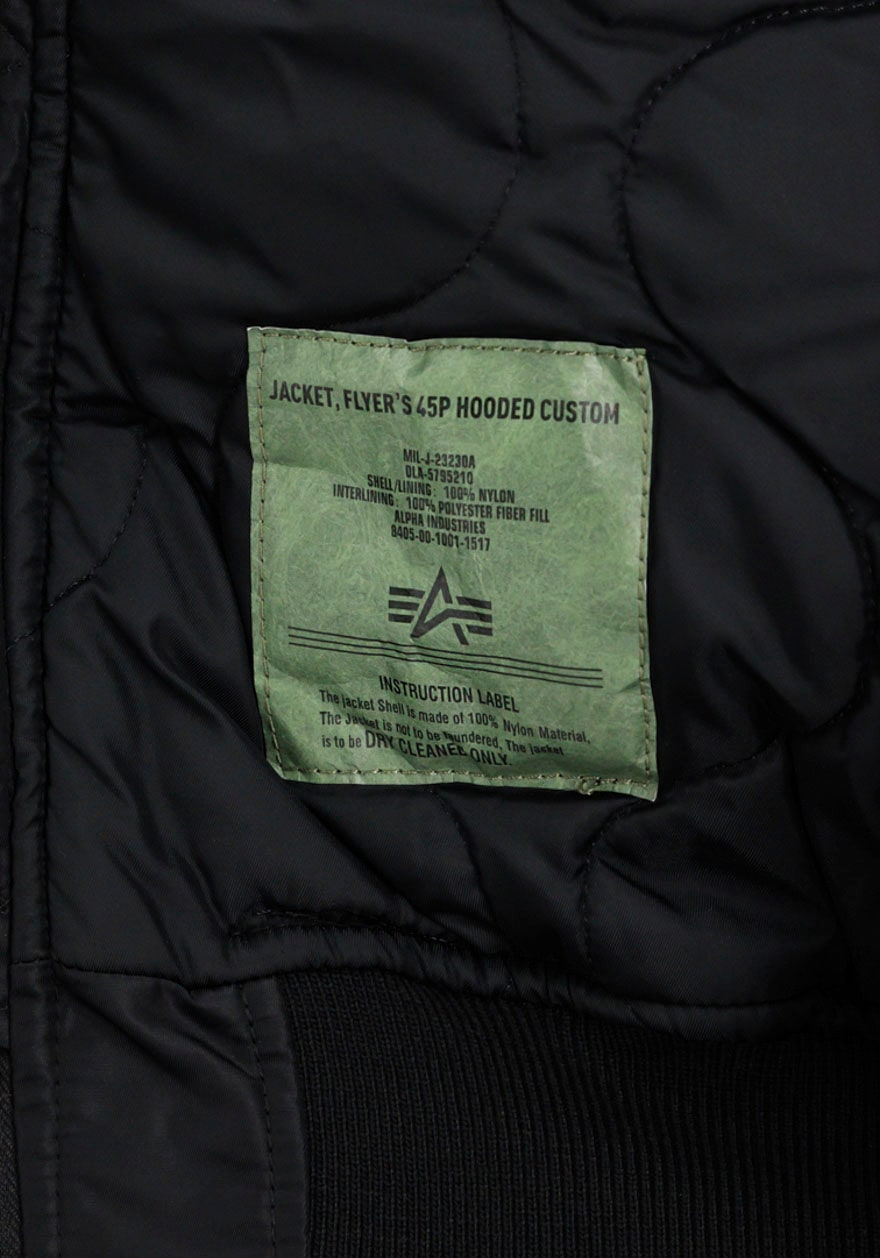 JACKET, FLYER'S 45P HOODED CUSTOM
MIL-J-23230A
DLA-5795210
SHELL/LINING: 100% NYLON
INTERLINING: 100% POLYESTER FIBER FILL
ALPHA INDUSTRIES
8405-00-1001-1517
INSTRUCTION LABEL
The jacket Shell is made of 100% Nylon Material,
The Jacket is not to be laundered, The jacket
is to be DRY CLEANED ONLY.